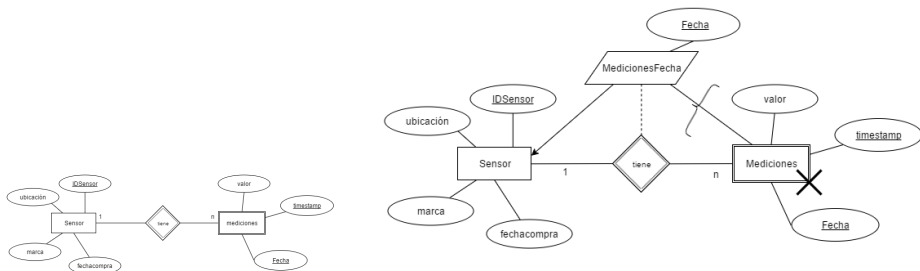 IDSensor
ubicación
valor
timestamp
Sensor
1
tiene
n
mediciones
marca
fechacompra
Fecha
Fecha
MedicionesFecha
IDSensor
ubicación
valor
timestamp
Sensor
1
tiene
n
Mediciones
marca
fechacompra
Fecha